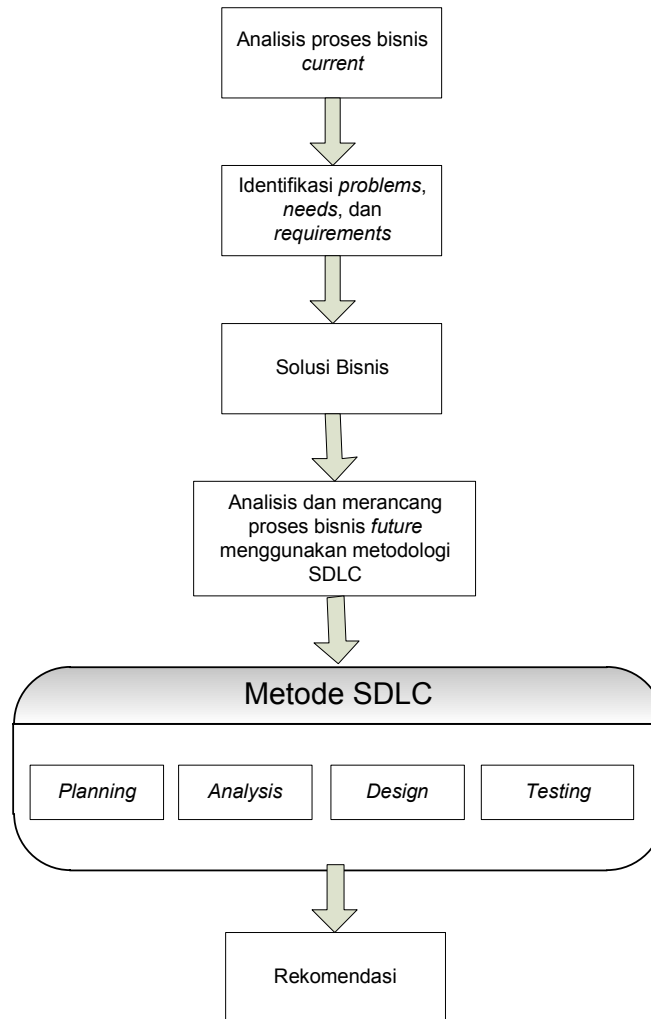 Analisis proses bisnis
current
Identifikasi problems,
needs, dan
requirements
Solusi Bisnis
Analisis dan merancang
proses bisnis future
menggunakan metodologi
SDLC
Metode SDLC
Planning
Analysis
Design
Testing
Rekomendasi